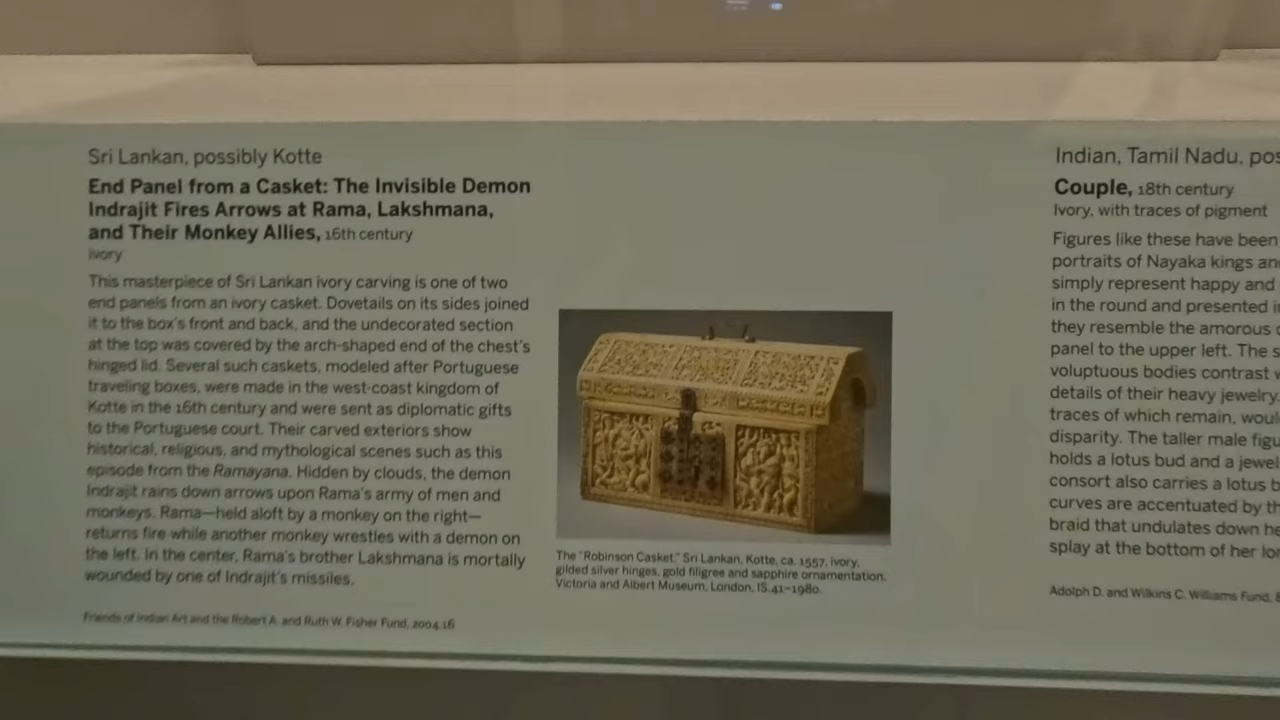 Sri Lankan, possibly Kotte
End Panel from a Casket: The Invisible Demon
Indrajit Fires Arrows at Rama, Lakshmana,
and Their Monkey Allies, 16th century
Ivory
This masterpiece of Sri Lankan ivory carving is one of two
end panels from an ivory casket. Dovetails on its sides joined
it to the box's front and back, and the undecorated section
at the top was covered by the arch-shaped end of the chest's
hinged lid. Several such caskets, modeled after Portuguese
traveling boxes, were made in the west-coast kingdom of
Kotte in the 16th century and were sent as diplomatic gifts
to the Portuguese court. Their carved exteriors show
historical, religious, and mythological scenes such as this
episode from the Ramayana. Hidden by clouds, the demon
Indrajit rains down arrows upon Rama's army of men and
monkeys. Rama—held aloft by a monkey on the right—
returns fire while another monkey wrestles with a demon on
the left. In the center, Rama's brother Lakshmana is mortally
wounded by one of Indrajit's missiles.
Friends of Indian Art and the Robert A. and Ruth W. Fisher Fund, 2004.16
The "Robinson Casket." Sri Lankan, Kotte, ca. 1557, ivory,
gilded silver hinges, gold filigree and sapphire ornamentation.
Victoria and Albert Museum, London, IS.41–1980.
Indian, Tamil Nadu, pos
Couple, 18th century
Ivory, with traces of pigment
Figures like these have been
portraits of Nayaka kings an
simply represent happy and
in the round and presented i
they resemble the amorous
panel to the upper left. The s
voluptuous bodies contrast
details of their heavy jewelry
traces of which remain, woul
disparity. The taller male figu
holds a lotus bud and a jewel
consort also carries a lotus b
curves are accentuated by th
braid that undulates down he
splay at the bottom of her lo
Adolph D. and Wilkins C. Williams Fund,